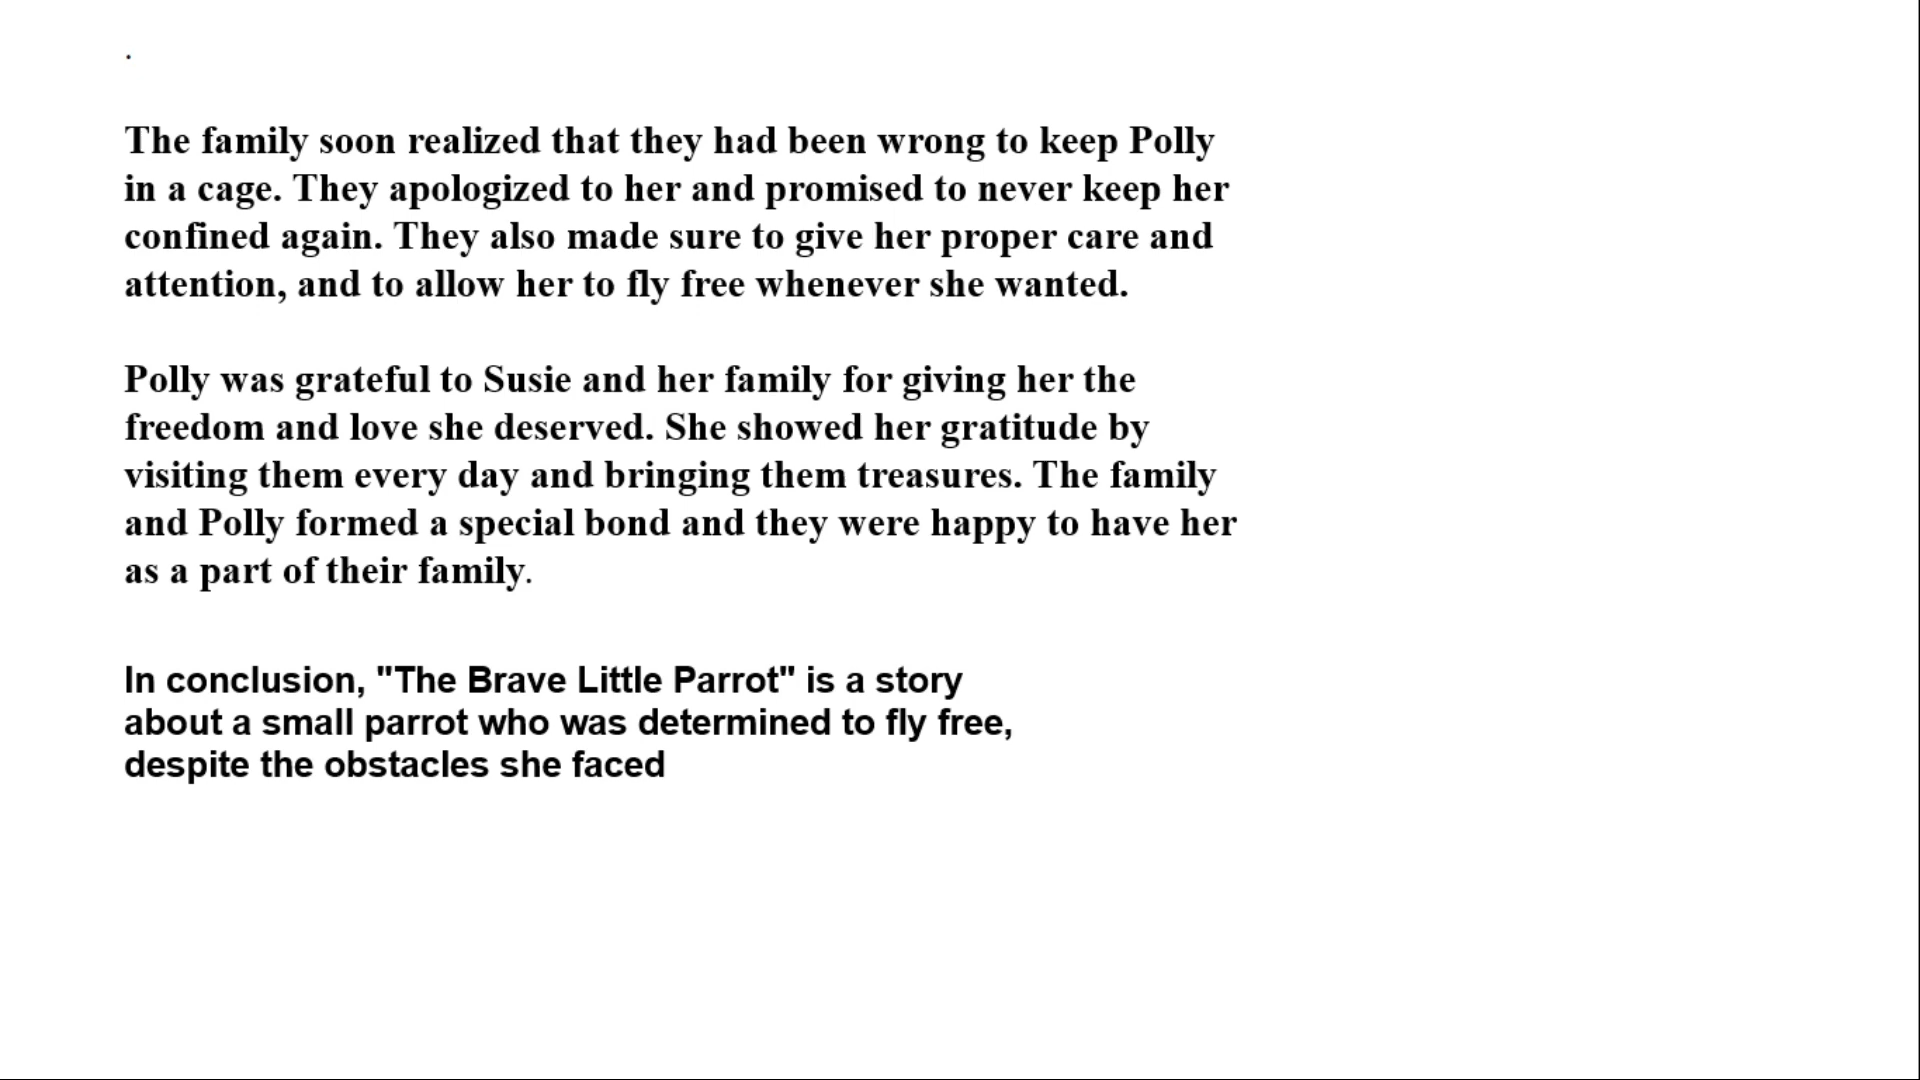 .
The family soon realized that they had been wrong to keep Polly
in a cage. They apologized to her and promised to never keep her
confined again. They also made sure to give her proper care and
attention, and to allow her to fly free whenever she wanted.
Polly was grateful to Susie and her family for giving her the
freedom and love she deserved. She showed her gratitude by
visiting them every day and bringing them treasures. The family
and Polly formed a special bond and they were happy to have her
as a part of their family.
In conclusion, "The Brave Little Parrot" is a story
about a small parrot who was determined to fly free,
despite the obstacles she faced